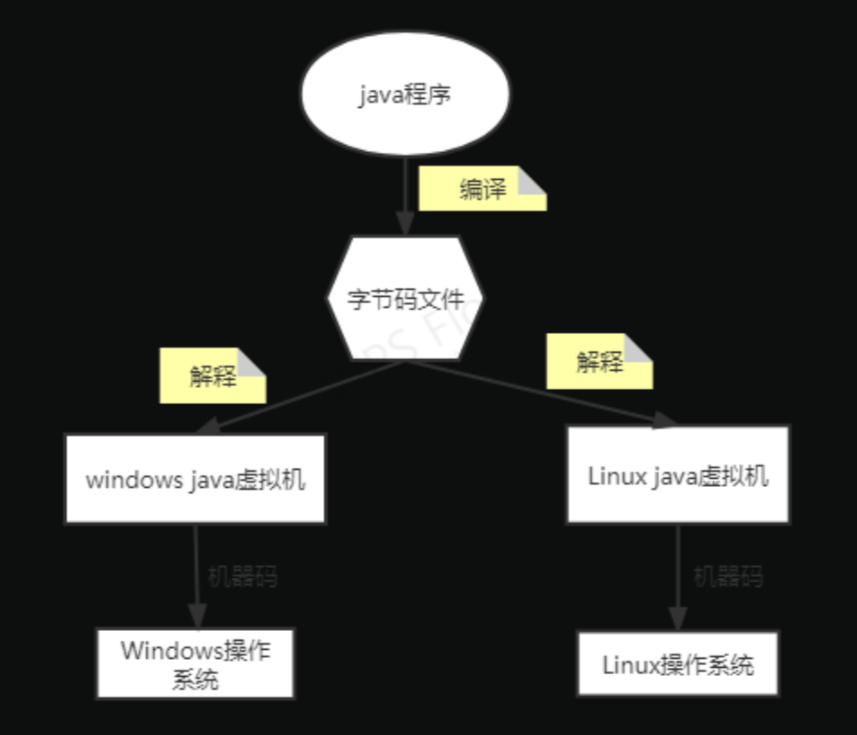 java程序
编译
字节码文件
解释
解释
windows java虚拟机
Linux java虚拟机
机器码
机器码
Windows操作
系统
Linux操作系统